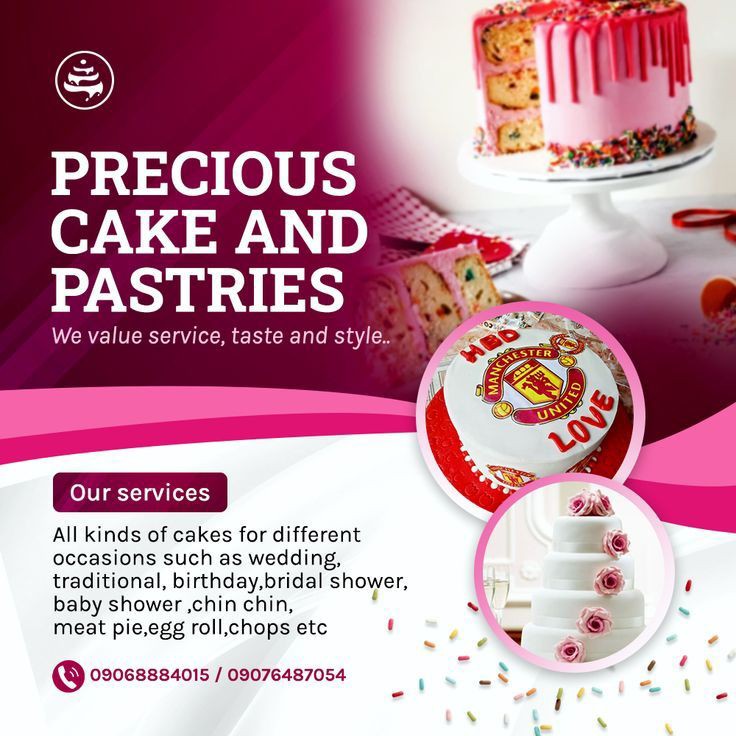 PRECIOUS
CAKE AND
PASTRIES
We value service, taste and style..
HBD
MANCHESTER
UNITED
LOVE
Our services
All kinds of cakes for different
occasions such as wedding,
traditional, birthday,bridal shower,
baby shower ,chin chin,
meat pie,egg roll,chops etc
09068884015 / 09076487054